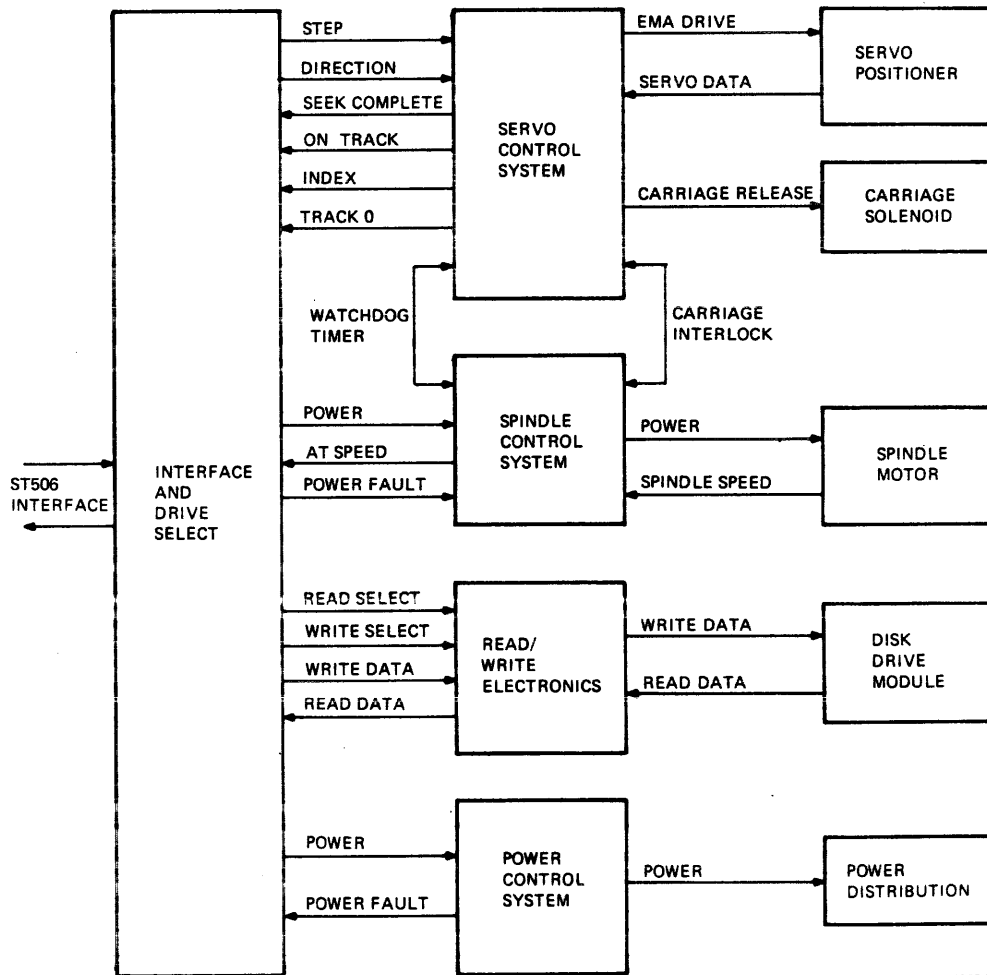 STEP
DIRECTION
SEEK COMPLETE
ON TRACK
INDEX
TRACK 0
SERVO
CONTROL
SYSTEM
EMA DRIVE
SERVO DATA
SERVO
POSITIONER
CARRIAGE RELEASE
CARRIAGE
SOLENOID
WATCHDOG
TIMER
CARRIAGE
INTERLOCK
ST506
INTERFACE
INTERFACE
AND
DRIVE
SELECT
POWER
AT SPEED
POWER FAULT
SPINDLE
CONTROL
SYSTEM
POWER
SPINDLE SPEED
SPINDLE
MOTOR
READ SELECT
WRITE SELECT
WRITE DATA
READ DATA
READ/
WRITE
ELECTRONICS
WRITE DATA
READ DATA
DISK
DRIVE
MODULE
POWER
POWER FAULT
POWER
CONTROL
SYSTEM
POWER
POWER
DISTRIBUTION